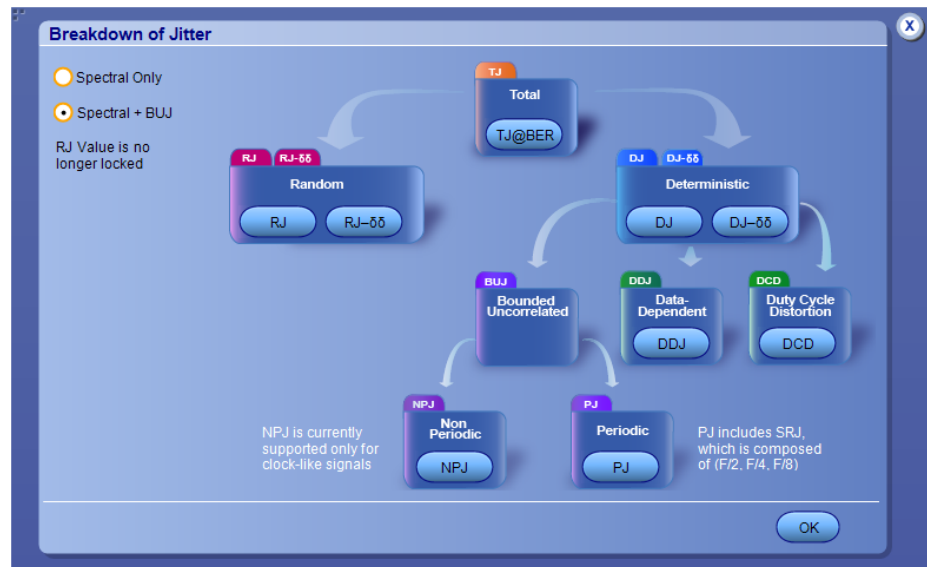 Breakdown of Jitter
X
Spectral Only
Spectral + BUJ
RJ Value is no
longer locked
TJ
Total
TJ@BER
RJ
RJ-δδ
Random
RJ
RJ–δδ
DJ
DJ-δδ
Deterministic
DJ
DJ–δδ
BUJ
Bounded
Uncorrelated
DDJ
Data-
Dependent
DDJ
DCD
Duty Cycle
Distortion
DCD
NPJ is currently
supported only for
clock-like signals
NPJ
Non
Periodic
NPJ
PJ
Periodic
PJ
PJ includes SRJ,
which is composed
of (F/2, F/4, F/8)
OK